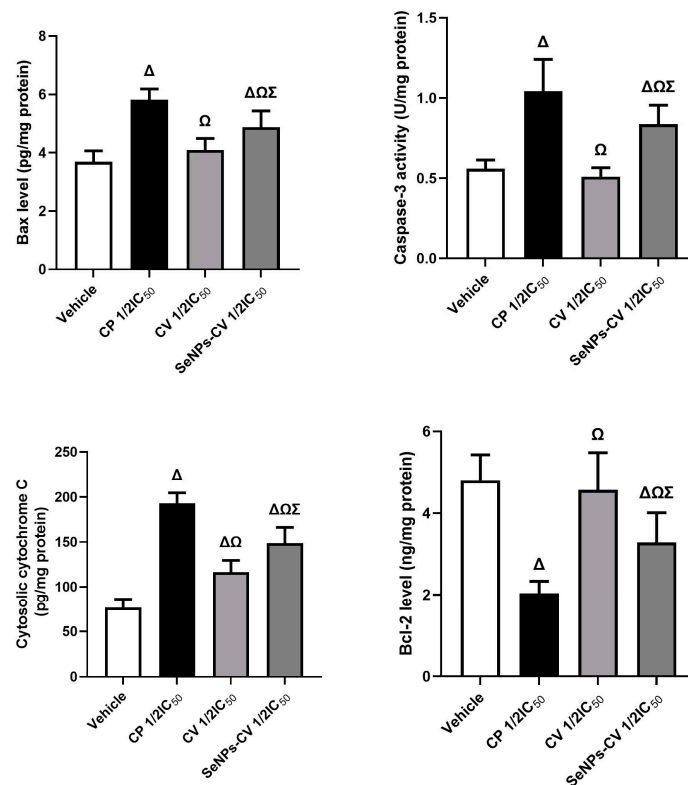 Bax level (pg/mg protein)
8
6
4
2
0
Δ
Ω
ΔΩΣ
Vehicle
CP 1/2IC₅₀
CV 1/2IC₅₀
SeNPs-CV 1/2IC₅₀
Caspase-3 activity (U/mg protein)
1.5
1.0
0.5
0.0
Δ
Ω
ΔΩΣ
Vehicle
CP 1/2IC₅₀
CV 1/2IC₅₀
SeNPs-CV 1/2IC₅₀
Cytosolic cytochrome C
(pg/mg protein)
250
200
150
100
50
0
Δ
ΔΩ
ΔΩΣ
Vehicle
CP 1/2IC₅₀
CV 1/2IC₅₀
SeNPs-CV 1/2IC₅₀
Bcl-2 level (ng/mg protein)
6
4
2
0
Δ
Ω
ΔΩΣ
Vehicle
CP 1/2IC₅₀
CV 1/2IC₅₀
SeNPs-CV 1/2IC₅₀